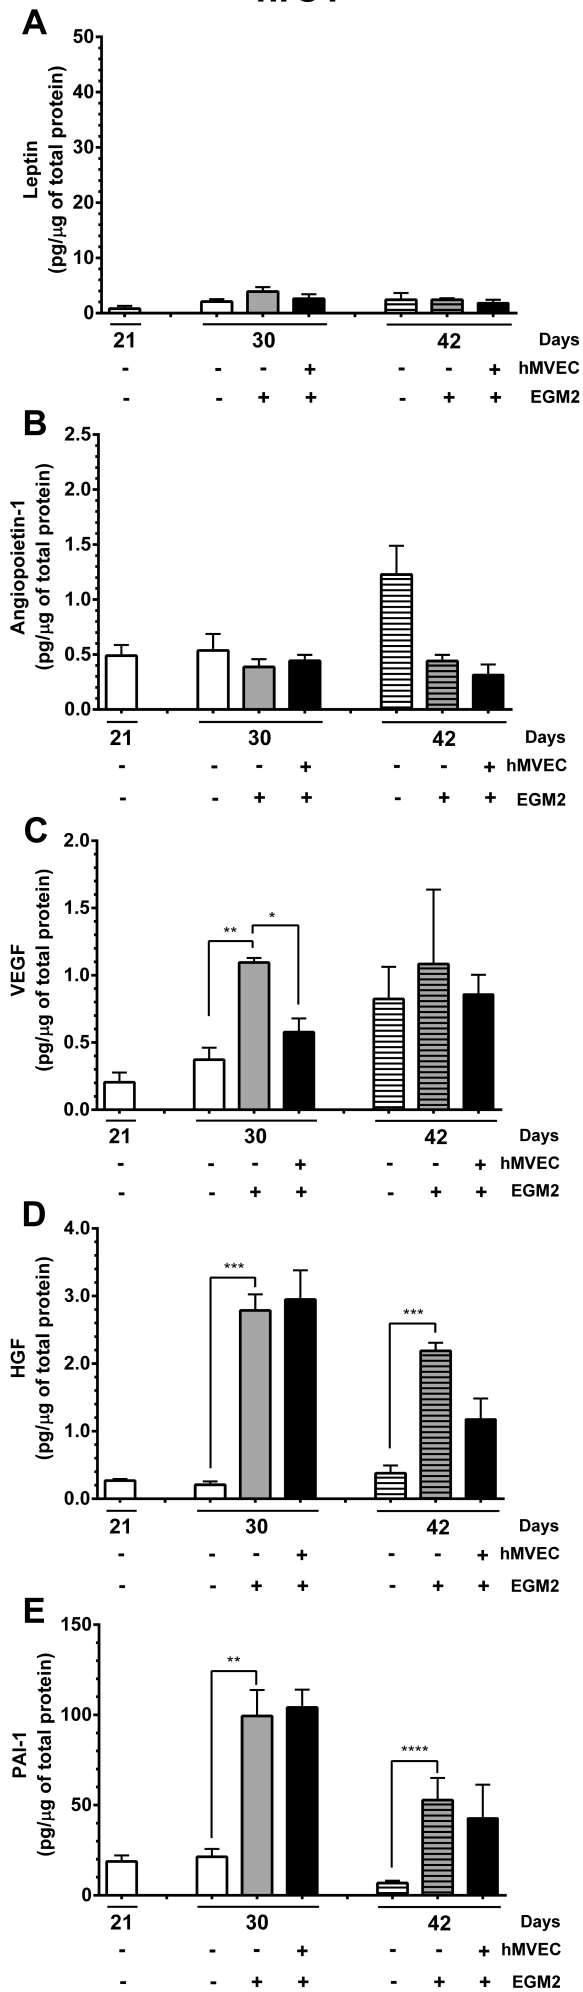 A
Leptin
(pg/µg of total protein)
50
40
30
20
10
0
21 30 42 Days
- - - + - - + hMVEC
- - + + - + + EGM2
B
Angiopoietin-1
(pg/µg of total protein)
2.5
2.0
1.5
1.0
0.5
0.0
21 30 42 Days
- - - + - - + hMVEC
- - + + - + + EGM2
C
VEGF
(pg/µg of total protein)
2.0
1.5
1.0
0.5
0.0
** *
21 30 42 Days
- - - + - - + hMVEC
- - + + - + + EGM2
D
HGF
(pg/µg of total protein)
4.0
3.0
2.0
1.0
0.0
*** ***
21 30 42 Days
- - - + - - + hMVEC
- - + + - + + EGM2
E
PAI-1
(pg/µg of total protein)
150
100
50
0
** ****
21 30 42 Days
- - - + - - + hMVEC
- - + + - + + EGM2